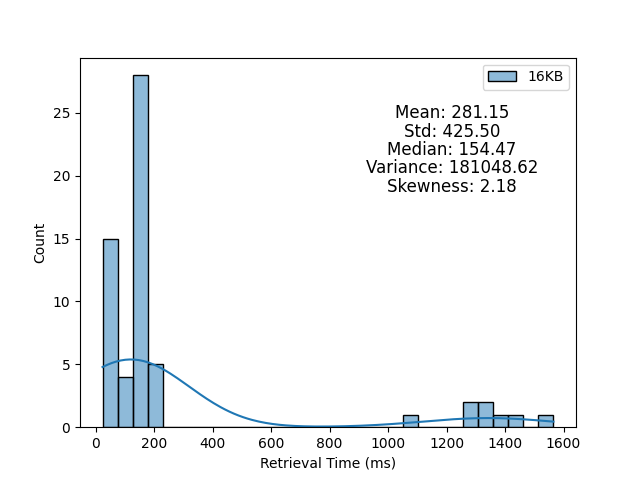 16KB
Mean: 281.15
Std: 425.50
Median: 154.47
Variance: 181048.62
Skewness: 2.18
Count
25
20
15
10
5
0
0 200 400 600 800 1000 1200 1400 1600
Retrieval Time (ms)